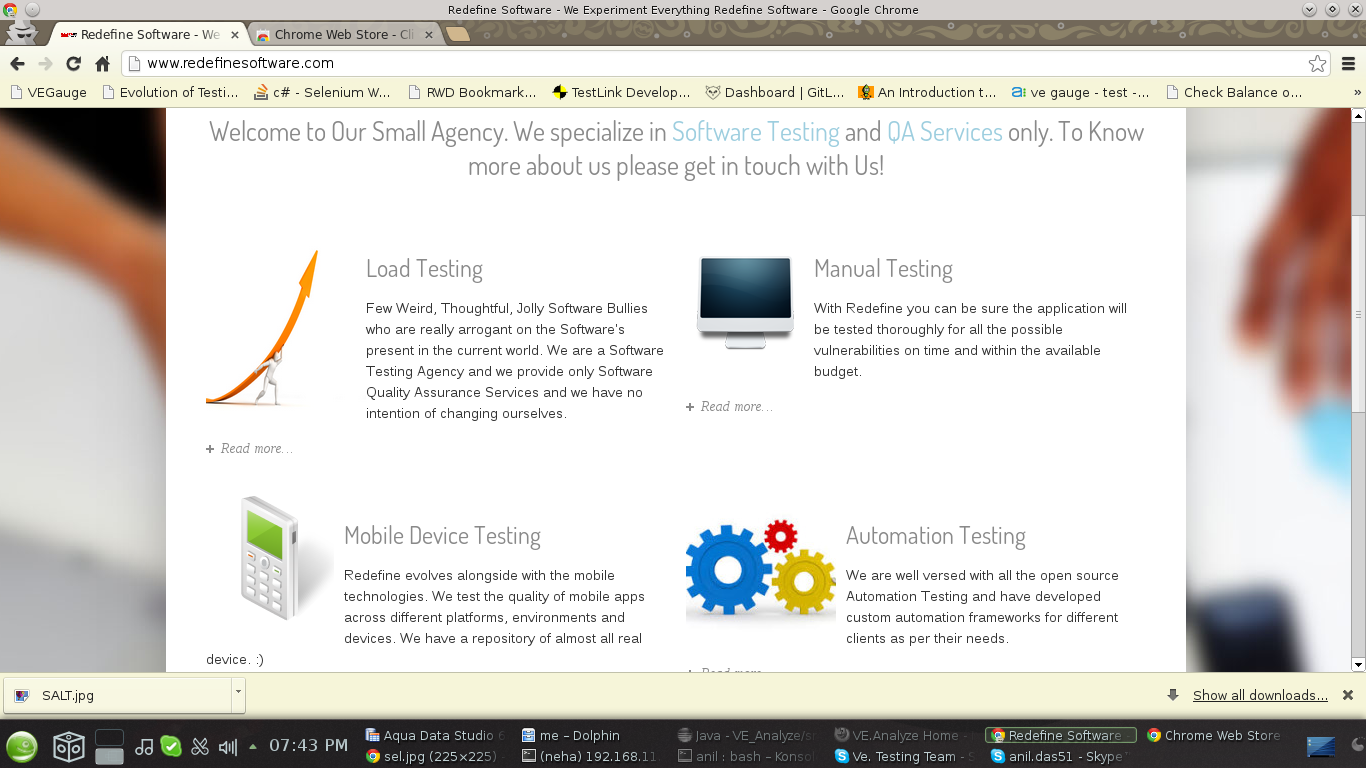 Redefine Software - We Experiment Everything Redefine Software - Google Chrome
Redefine Software - We
Chrome Web Store - Cli
www.redefinesoftware.com
VEGauge
Evolution of Testi...
c# - Selenium W...
RWD Bookmark...
TestLink Develop...
Dashboard | GitL...
An Introduction t...
ve gauge - test -...
Check Balance o...
»
Welcome to Our Small Agency. We specialize in Software Testing and QA Services only. To Know
more about us please get in touch with Us!
Load Testing
Few Weird, Thoughtful, Jolly Software Bullies
who are really arrogant on the Software's
present in the current world. We are a Software
Testing Agency and we provide only Software
Quality Assurance Services and we have no
intention of changing ourselves.
Read more...
Manual Testing
With Redefine you can be sure the application will
be tested thoroughly for all the possible
vulnerabilities on time and within the available
budget.
Read more...
Mobile Device Testing
Redefine evolves alongside with the mobile
technologies. We test the quality of mobile apps
across different platforms, environments and
devices. We have a repository of almost all real
device. :)
Automation Testing
We are well versed with all the open source
Automation Testing and have developed
custom automation frameworks for different
clients as per their needs.
Read more...
SALT.jpg
Show all downloads...
07:43 PM
Aqua Data Studio 6
sel.jpg (225×225)
me – Dolphin
(neha) 192.168.11
Java - VE_Analyze/sr
anil : bash – Konsol
VE.Analyze Home -
Ve. Testing Team - S
Redefine Software -
anil.das51 - Skype
Chrome Web Store